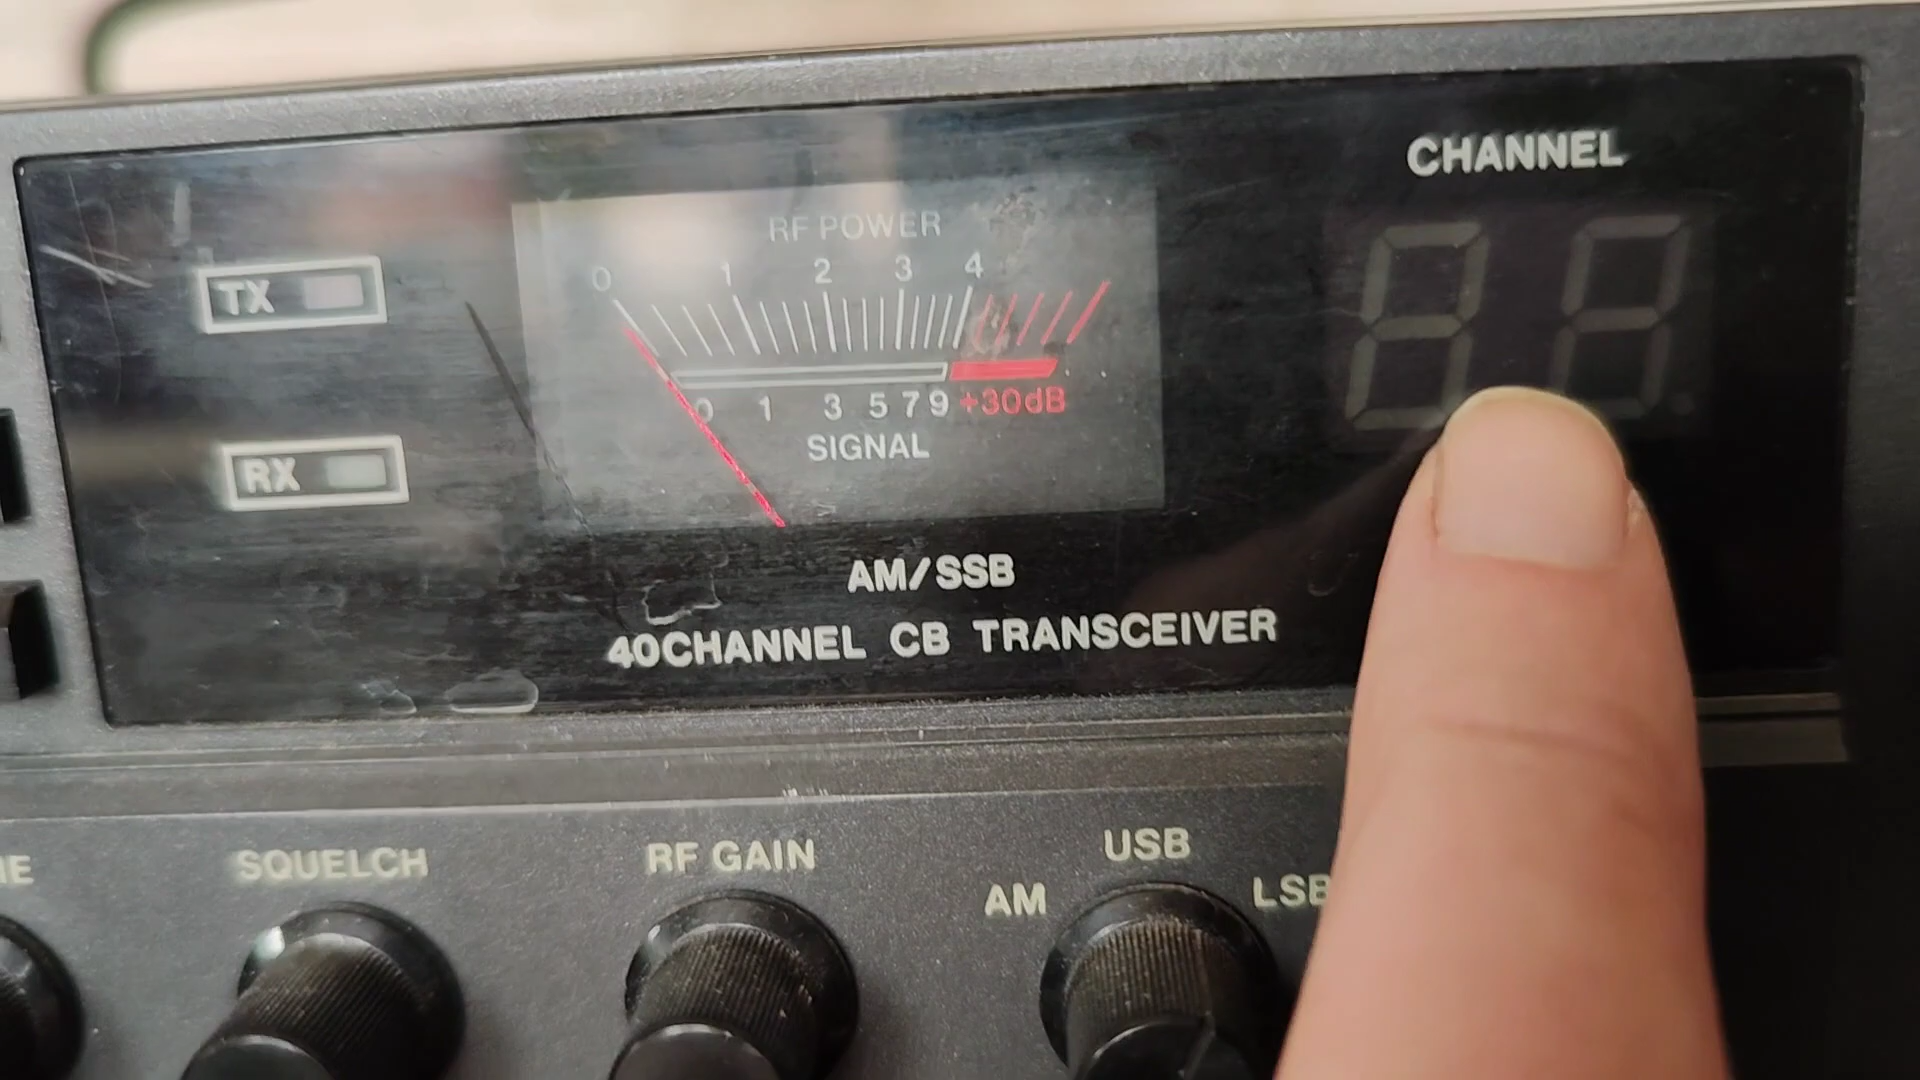 CHANNEL
RF POWER
0 1 2 3 4
TX
0 1 3 5 7 9 +30dB
SIGNAL
RX
AM/SSB
40CHANNEL CB TRANSCEIVER
SQUELCH
RF GAIN
USB
AM
LSB